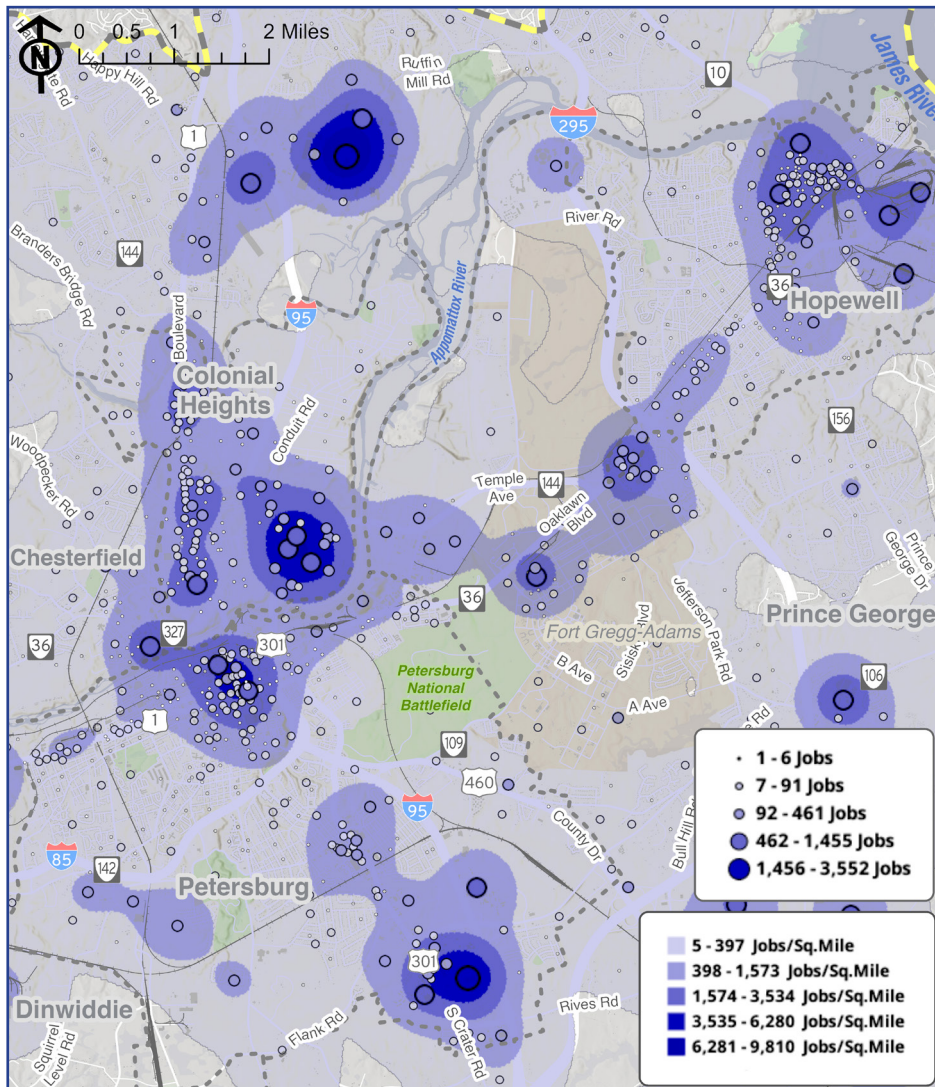 0 0.5 1 2 Miles
N
Happy Hill Rd
Ruffin
Mill Rd
10
James River
1
295
144
River Rd
Branders Bridge Rd
36
Hopewell
95
Appomattox River
Boulevard
Colonial
Heights
Conduit Rd
156
Woodpecker Rd
Temple
Ave
144
Oaklawn
Blvd
Chesterfield
Prince
George Dr
36
Jefferson Park Rd
Prince George
327
301
36
Fort Gregg-Adams
B Ave
Petersburg
National
Battlefield
106
A Ave
1
109
460
95
County Dr
Bull Hill Rd
85
142
Petersburg
301
Dinwiddie
Flank Rd
S Crater Rd
Rives Rd
Squirrel
Level Rd
1 - 6 Jobs
7 - 91 Jobs
92 - 461 Jobs
462 - 1,455 Jobs
1,456 - 3,552 Jobs
5 - 397 Jobs/Sq.Mile
398 - 1,573 Jobs/Sq.Mile
1,574 - 3,534 Jobs/Sq.Mile
3,535 - 6,280 Jobs/Sq.Mile
6,281 - 9,810 Jobs/Sq.Mile